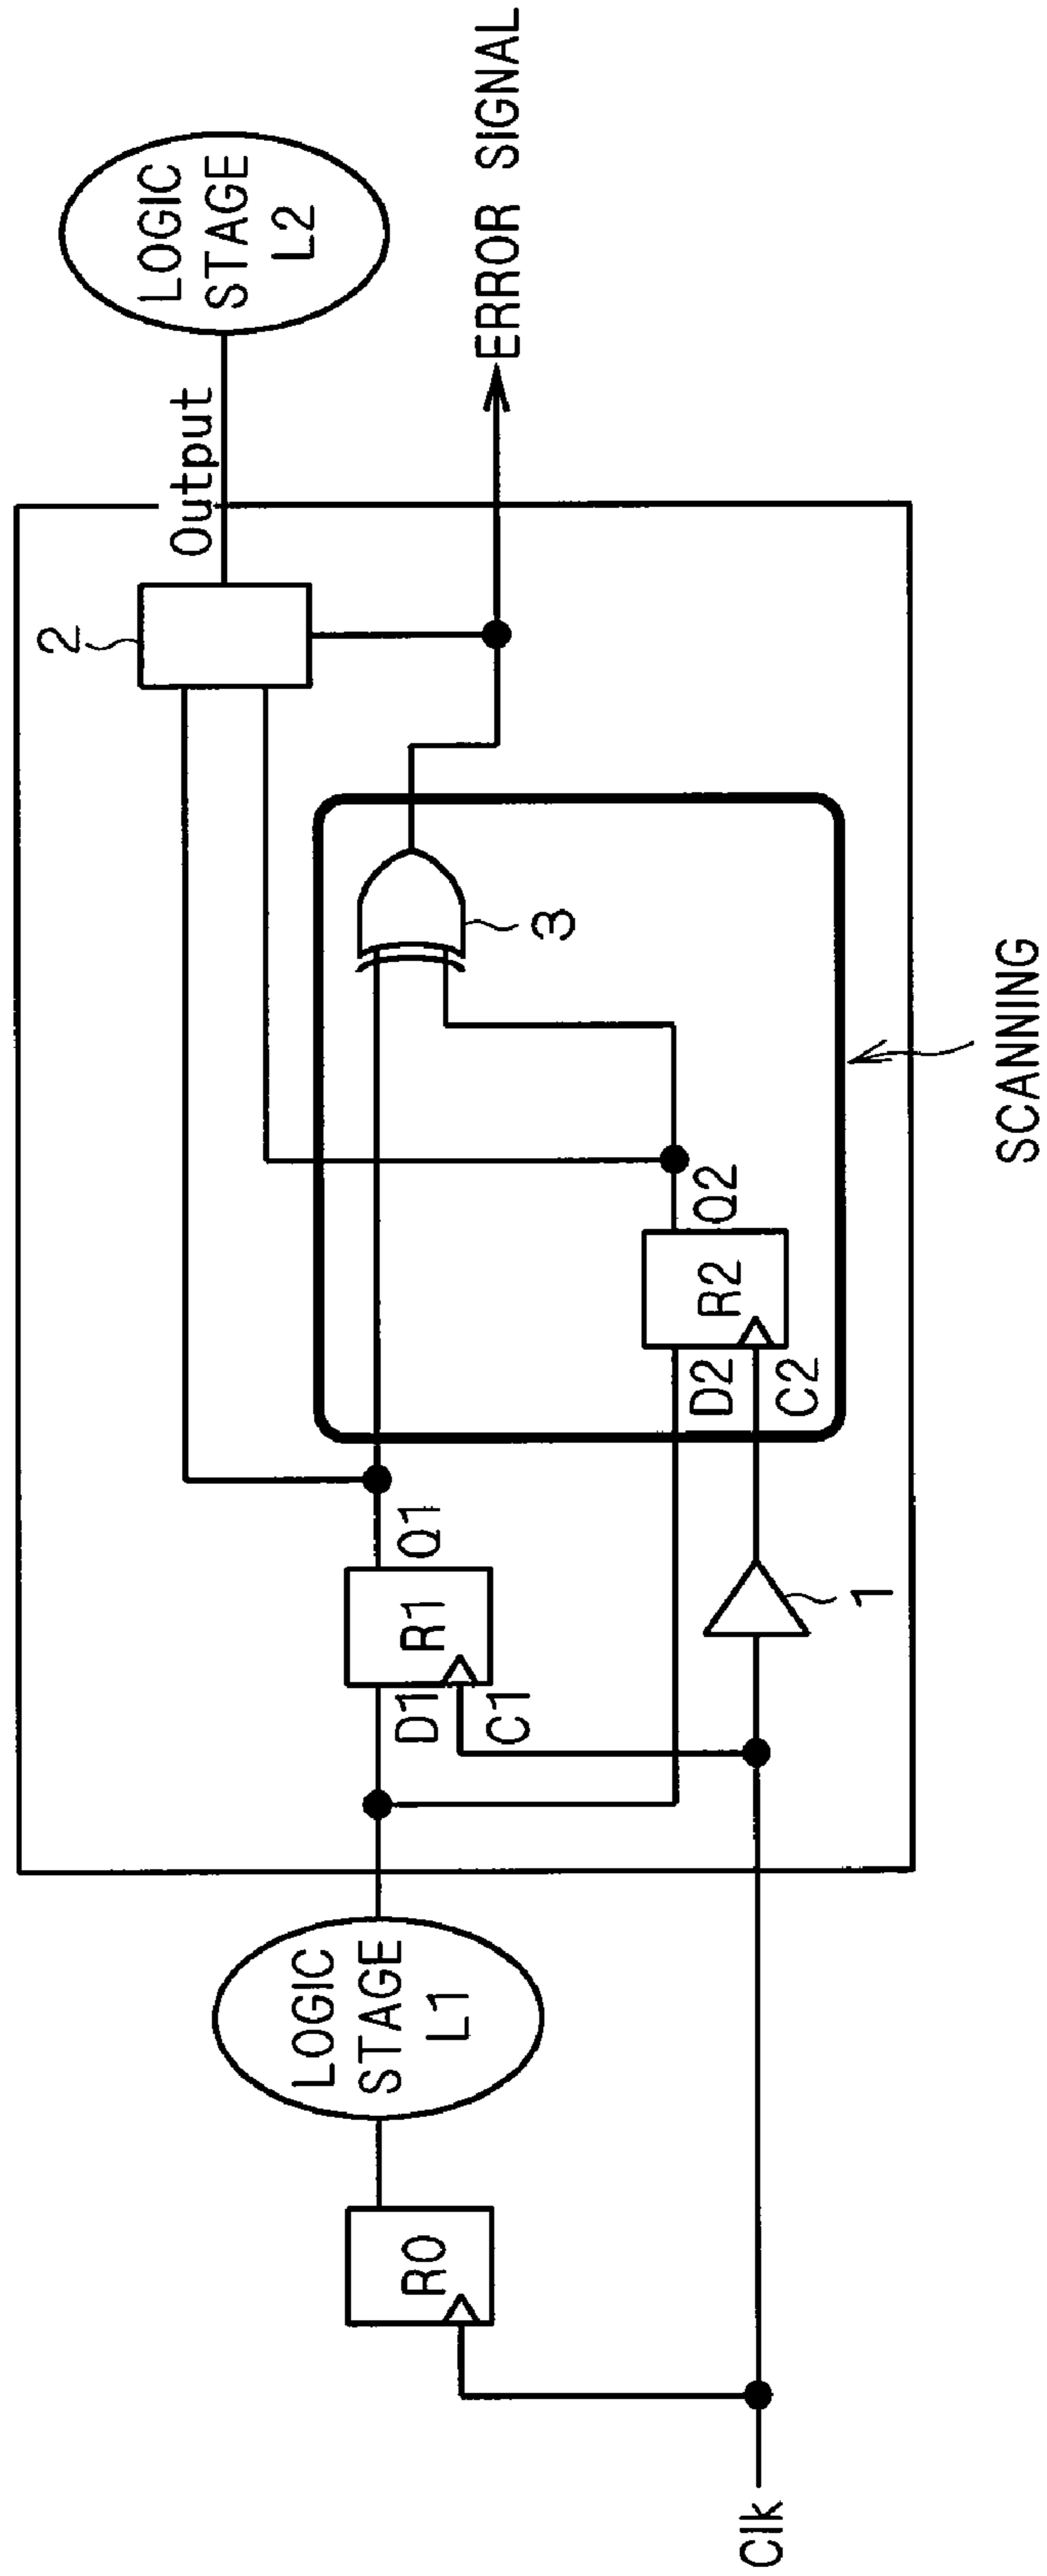 Clk
R0
LOGIC
STAGE
L1
D1
C1
R1
Q1
1
D2
C2
R2
Q2
3
2
SCANNING
Output
LOGIC
STAGE
L2
ERROR SIGNAL